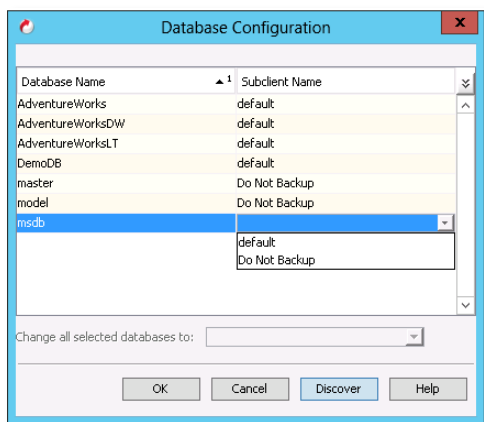 Database Configuration
x
Database Name 1 Subclient Name
AdventureWorks default
AdventureWorksDW default
AdventureWorksLT default
DemoDB default
master Do Not Backup
model Do Not Backup
msdb
default
Do Not Backup
Change all selected databases to:
OK Cancel Discover Help